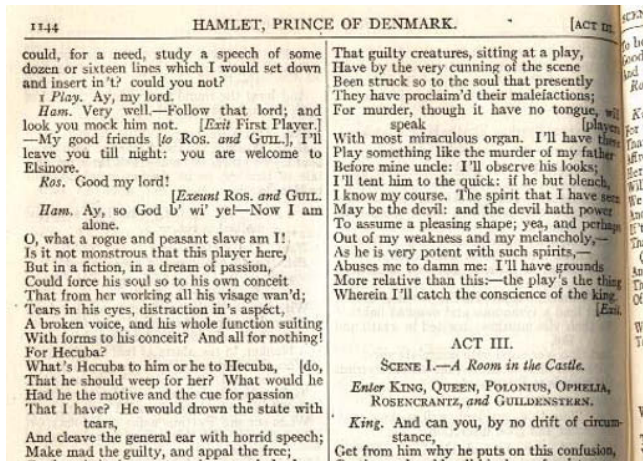 1144
HAMLET, PRINCE OF DENMARK.
[ACT III.
could, for a need, study a speech of some
dozen or sixteen lines which I would set down
and insert in't? could you not?
1 Play. Ay, my lord.
Ham. Very well.—Follow that lord; and
look you mock him not. [Exit First Player.]
—My good friends [to ROS. and GUIL.], I'll
leave you till night: you are welcome to
Elsinore.
Ros. Good my lord!
[Exeunt ROS. and GUIL.
Ham. Ay, so God b' wi' ye!—Now I am
alone.
O, what a rogue and peasant slave am I!
Is it not monstrous that this player here,
But in a fiction, in a dream of passion,
Could force his soul so to his own conceit
That from her working all his visage wan'd;
Tears in his eyes, distraction in's aspéct,
A broken voice, and his whole function suiting
With forms to his conceit? And all for nothing!
For Hecuba?
What's Hecuba to him or he to Hecuba, [do,
That he should weep for her? What would he
Had he the motive and the cue for passion
That I have? He would drown the state with
tears,
And cleave the general ear with horrid speech;
Make mad the guilty, and appal the free;
That guilty creatures, sitting at a play,
Have by the very cunning of the scene
Been struck so to the soul that presently
They have proclaim'd their malefactions;
For murder, though it have no tongue, will
speak [players
With most miraculous organ. I'll have these
Play something like the murder of my father
Before mine uncle: I'll observe his looks;
I'll tent him to the quick: if he but blench,
I know my course. The spirit that I have seen
May be the devil: and the devil hath power
To assume a pleasing shape; yea, and perhaps
Out of my weakness and my melancholy,—
As he is very potent with such spirits,—
Abuses me to damn me: I'll have grounds
More relative than this:—the play's the thing
Wherein I'll catch the conscience of the king.
[Exit.
ACT III.
SCENE I.—A Room in the Castle.
Enter KING, QUEEN, POLONIUS, OPHELIA,
ROSENCRANTZ, and GUILDENSTERN.
King. And can you, by no drift of circum-
stance,
Get from him why he puts on this confusion,